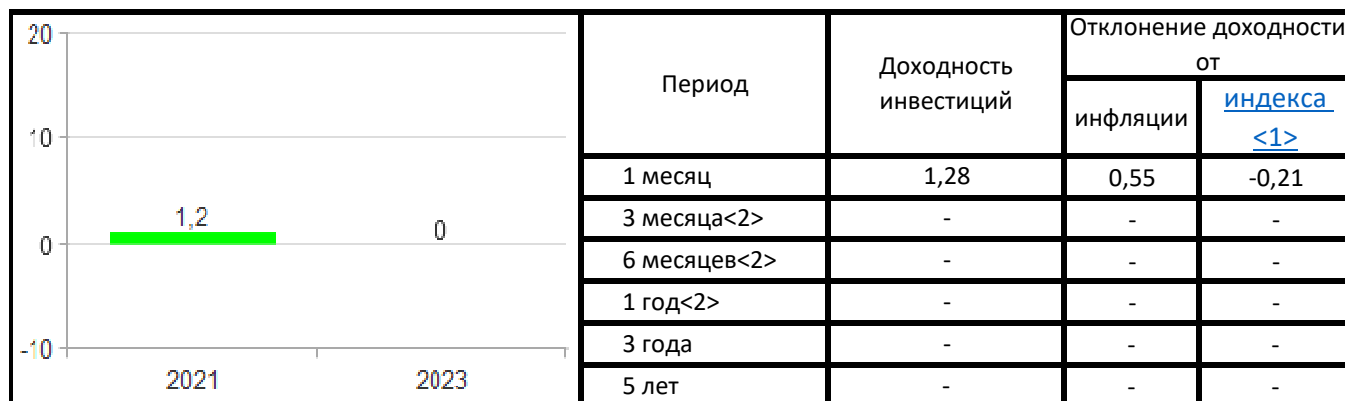 20
10
0
-10
1,2
0
2021 2023
Период
Доходность
инвестиций
Отклонение доходности
от
инфляции
индекса
<1>
1 месяц 1,28 0,55 -0,21
3 месяца<2> - - -
6 месяцев<2> - - -
1 год<2> - - -
3 года - - -
5 лет - - -